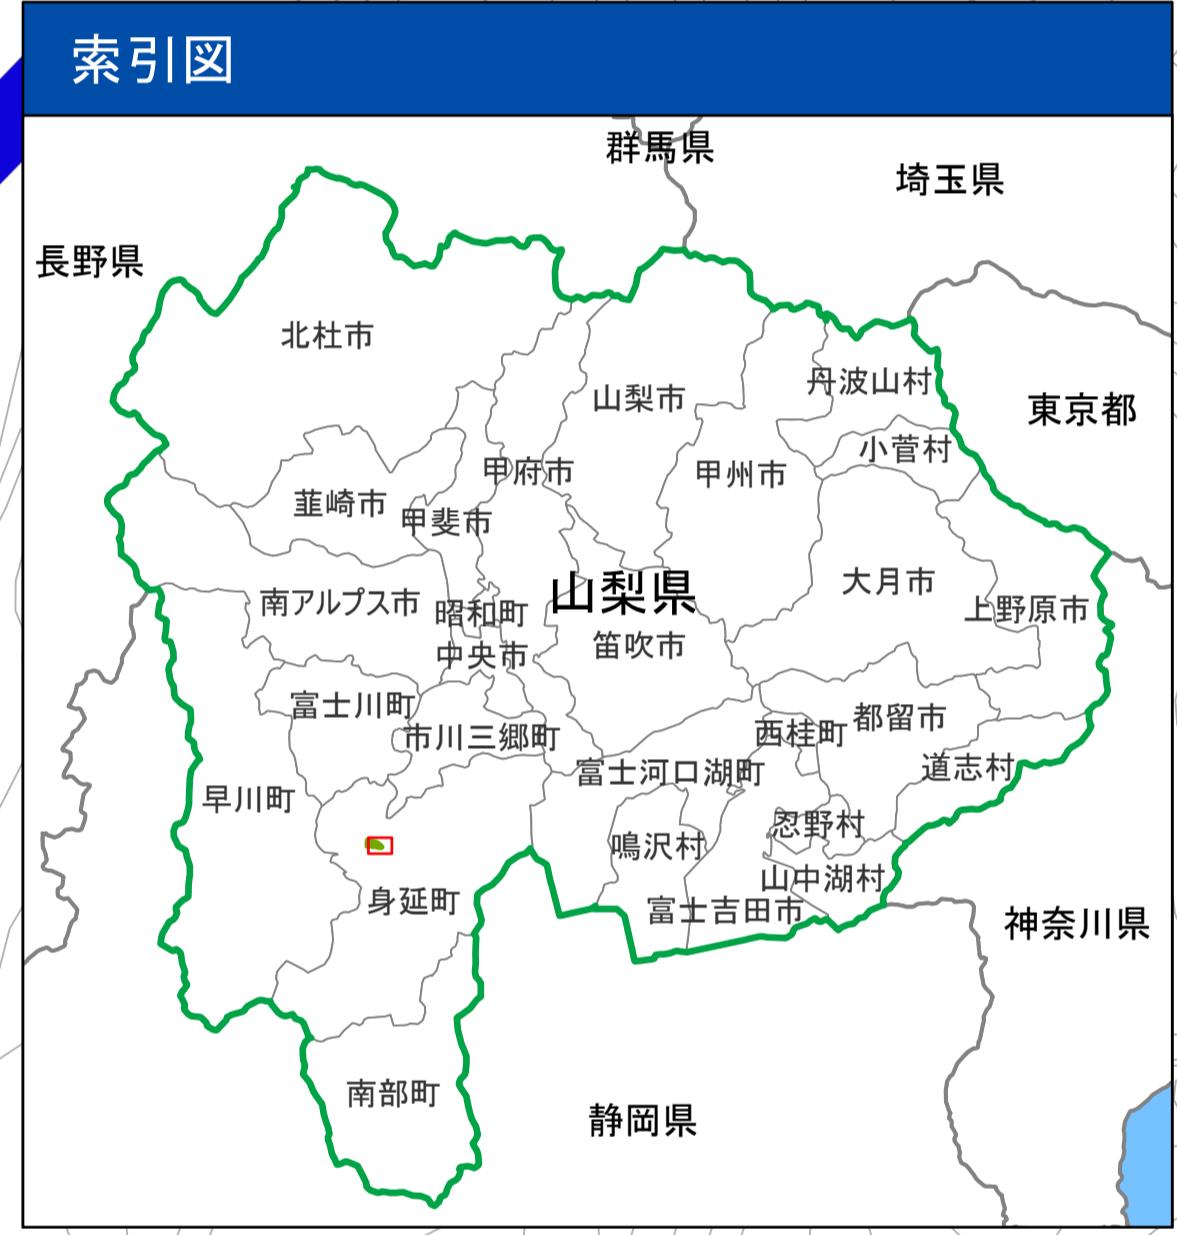 索引図
群馬県
埼玉県
長野県
北杜市
丹波山村
山梨市
東京都
小菅村
甲府市
甲州市
韮崎市
甲斐市
大月市
山梨県
南アルプス市
昭和町
上野原市
笛吹市
中央市
富士川町
都留市
西桂町
市川三郷町
道志村
富士河口湖町
早川町
忍野村
鳴沢村
山中湖村
身延町
富士吉田市
神奈川県
南部町
静岡県